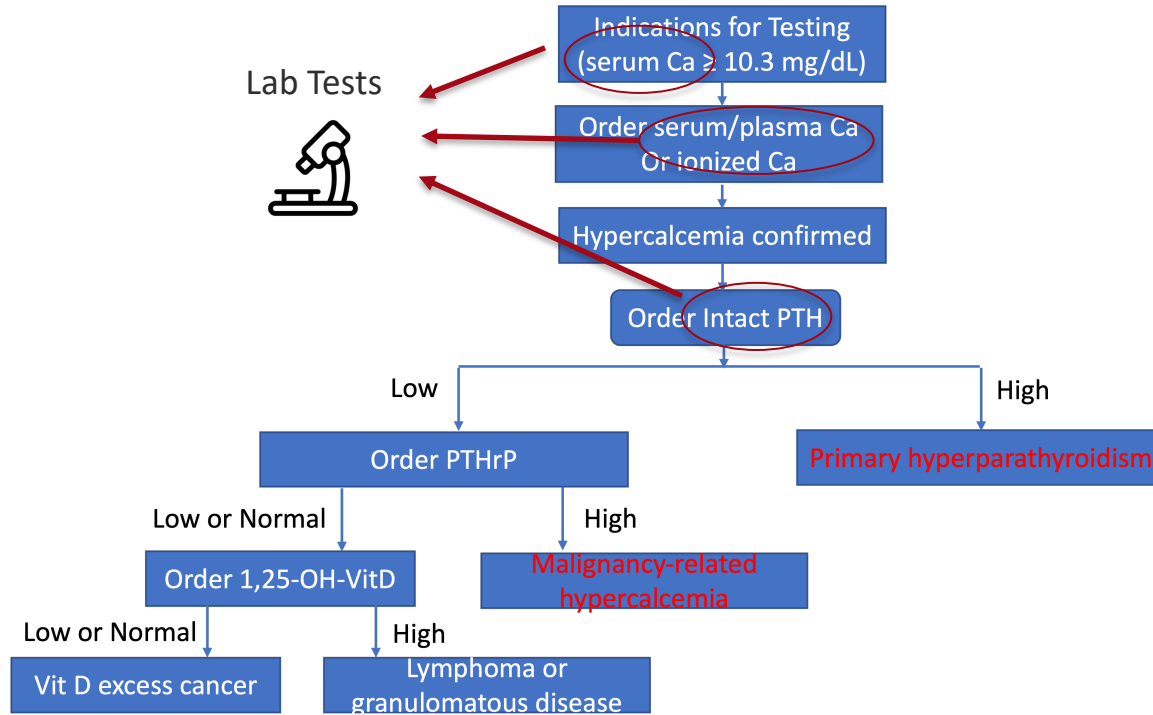 Indications for Testing
(serum Ca ≥ 10.3 mg/dL)
Lab Tests
Order serum/plasma Ca
Or ionized Ca
Hypercalcemia confirmed
Order Intact PTH
Low
High
Order PTHrP
Primary hyperparathyroidism
Low or Normal
High
Order 1,25-OH-VitD
Malignancy-related
hypercalcemia
Low or Normal
High
Vit D excess cancer
Lymphoma or
granulomatous disease